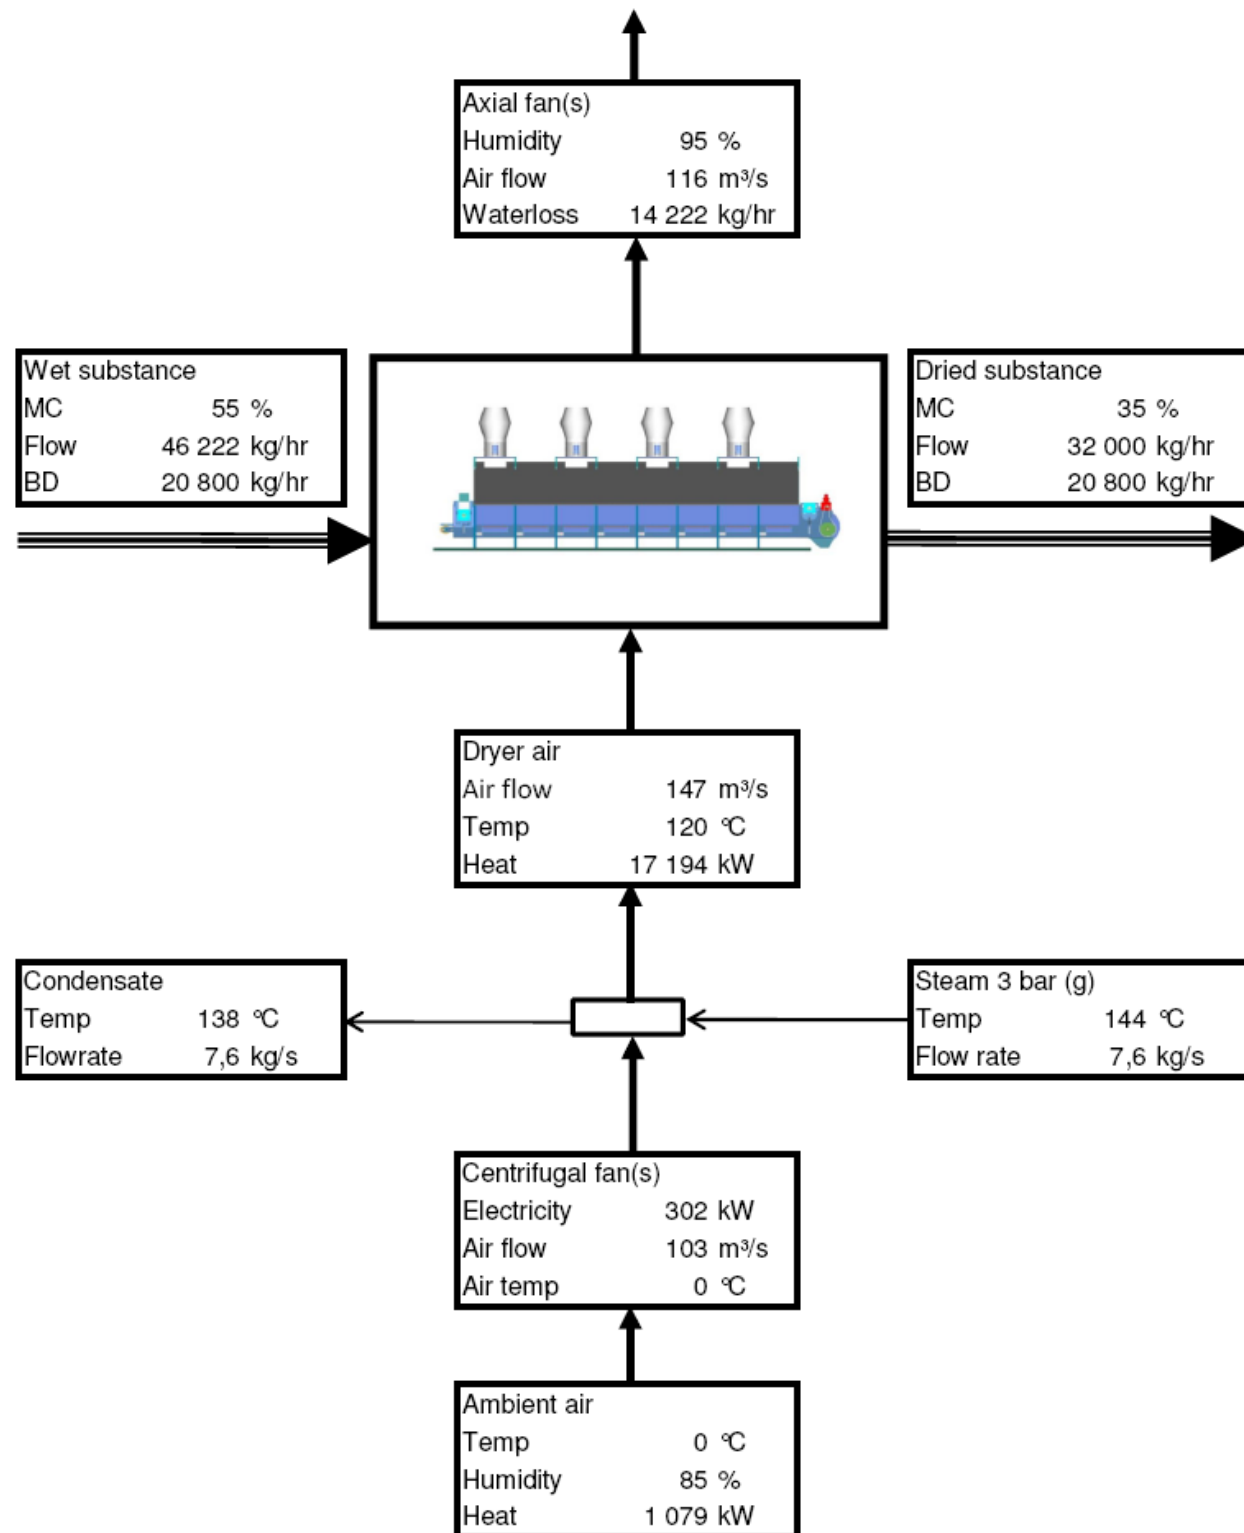 Axial fan(s)
Humidity 95 %
Air flow 116 m³/s
Waterloss 14 222 kg/hr
Wet substance
MC 55 %
Flow 46 222 kg/hr
BD 20 800 kg/hr
Dried substance
MC 35 %
Flow 32 000 kg/hr
BD 20 800 kg/hr
Dryer air
Air flow 147 m³/s
Temp 120 °C
Heat 17 194 kW
Condensate
Temp 138 °C
Flowrate 7,6 kg/s
Steam 3 bar (g)
Temp 144 °C
Flow rate 7,6 kg/s
Centrifugal fan(s)
Electricity 302 kW
Air flow 103 m³/s
Air temp 0 °C
Ambient air
Temp 0 °C
Humidity 85 %
Heat 1 079 kW